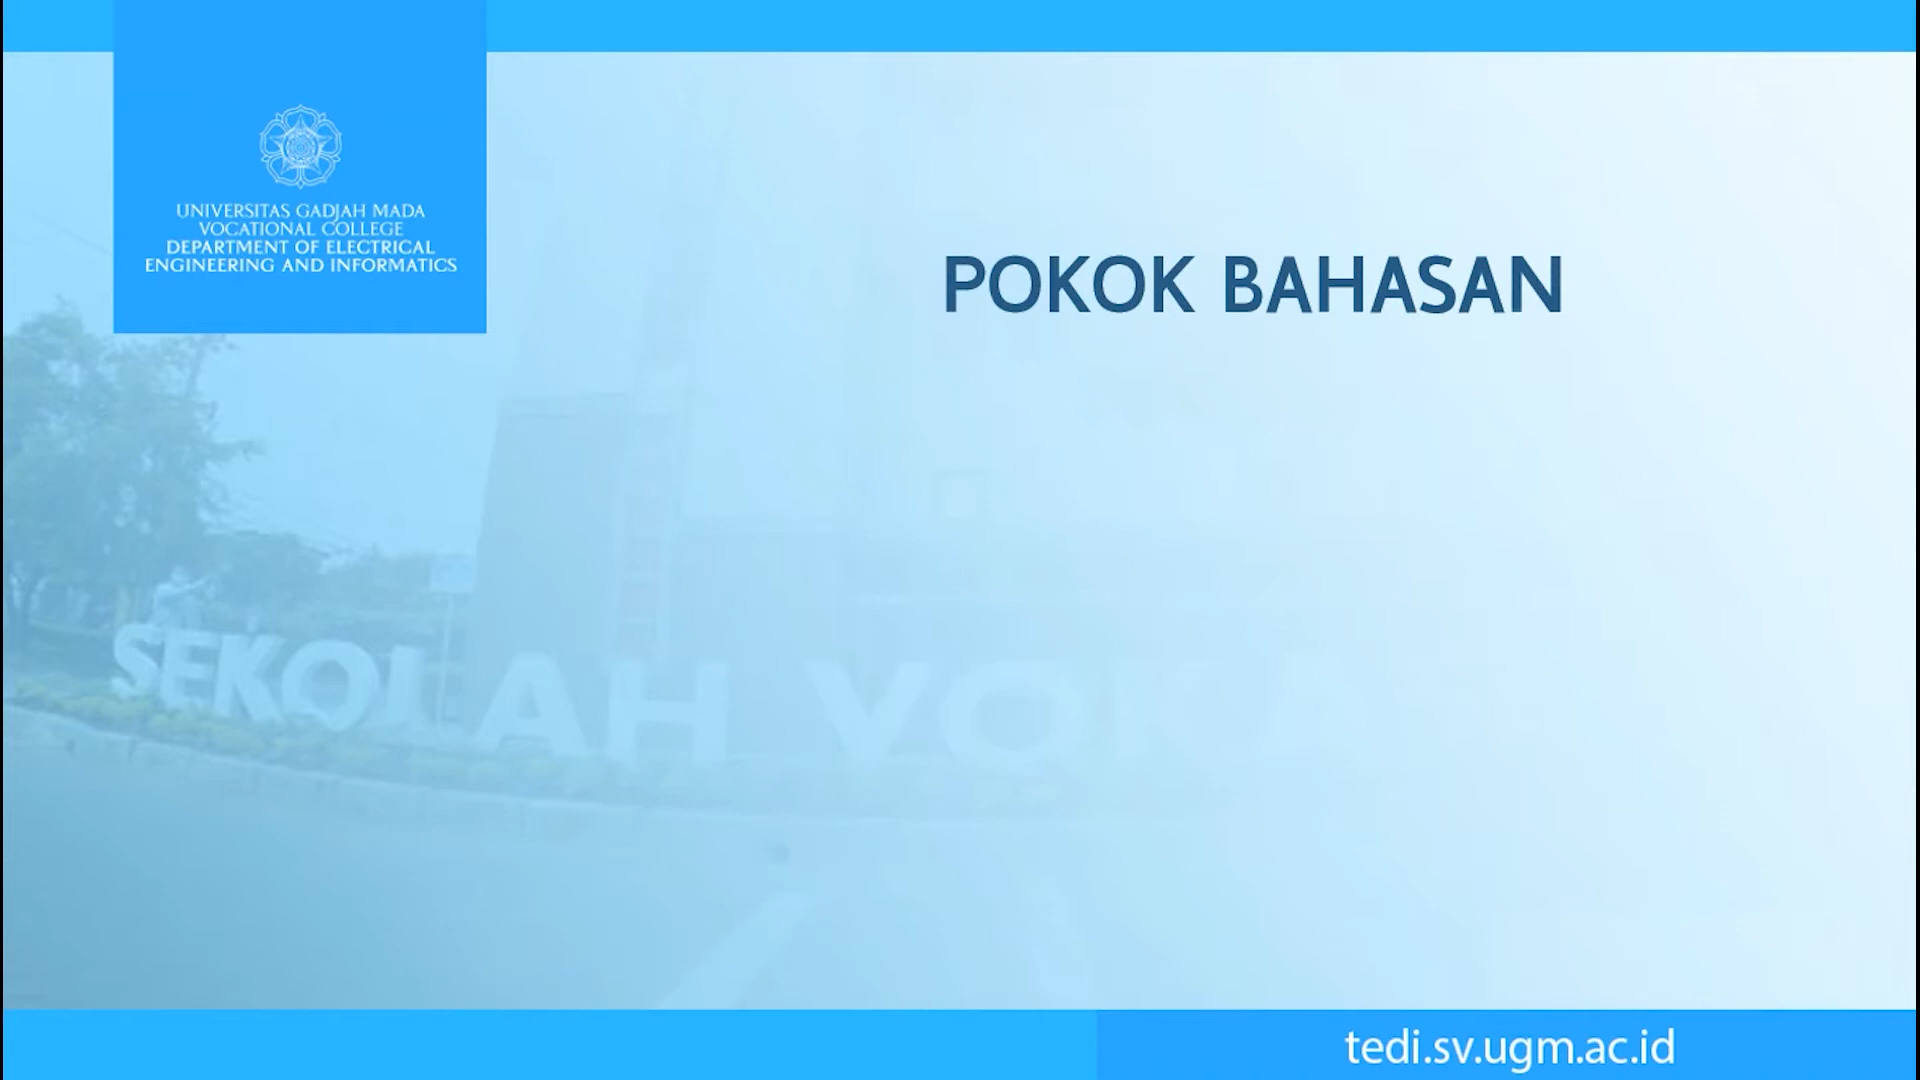 UNIVERSITAS GADJAH MADA
VOCATIONAL COLLEGE
DEPARTMENT OF ELECTRICAL
ENGINEERING AND INFORMATICS
POKOK BAHASAN
SEKOLAH VOKA
tedi.sv.ugm.ac.id